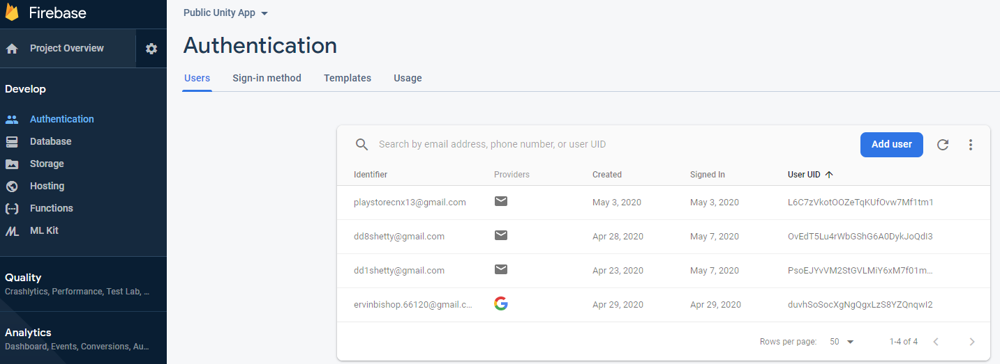 Firebase
Project Overview
Develop
Authentication
Database
Storage
Hosting
Functions
ML Kit
Quality
Crashlytics, Performance, Test Lab, ...
Analytics
Dashboard, Events, Conversions, Au...
Public Unity App
Authentication
Users Sign-in method Templates Usage
Search by email address, phone number, or user UID Add user
Identifier Providers Created Signed In User UID
playstorecnx13@gmail.com May 3, 2020 May 3, 2020 L6C7zVkotOOZeTqKUfOvw7Mf1tm1
dd8shetty@gmail.com Apr 28, 2020 May 7, 2020 OvEdT5Lu4rWbGShG6A0DykJoQdI3
dd1shetty@gmail.com Apr 23, 2020 May 7, 2020 PsoEJYvVM2StGVLMiY6xM7f01m...
ervinbishop.66120@gmail.c... Apr 29, 2020 Apr 29, 2020 duvhSoSocXgNgQgxLzS8YZQnqwI2
Rows per page: 50 1-4 of 4